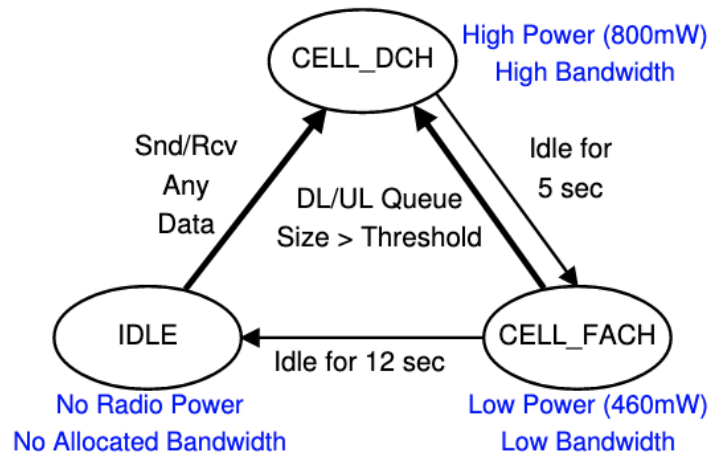 CELL_DCH
High Power (800mW)
High Bandwidth
Snd/Rcv
Any
Data
DL/UL Queue
Size > Threshold
Idle for
5 sec
IDLE
Idle for 12 sec
CELL_FACH
No Radio Power
No Allocated Bandwidth
Low Power (460mW)
Low Bandwidth